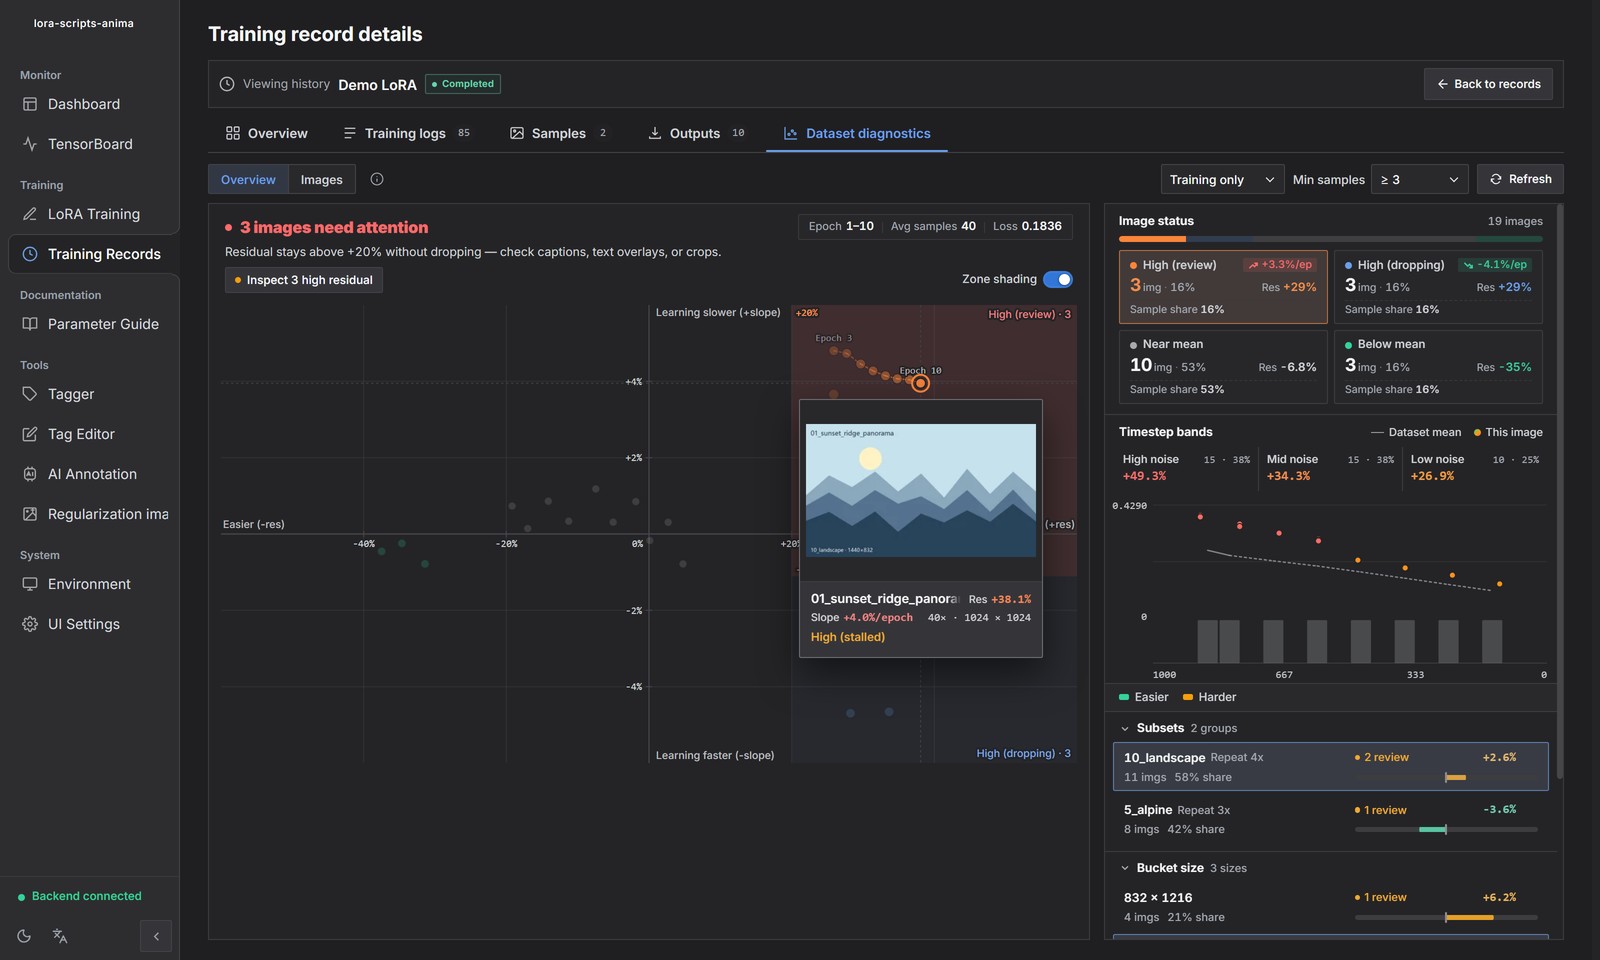 lora-scripts-anima
Monitor
Dashboard
TensorBoard
Training
LoRA Training
Training Records
Documentation
Parameter Guide
Tools
Tagger
Tag Editor
AI Annotation
Regularization ima
System
Environment
UI Settings
Backend connected
Training record details
Viewing history Demo LoRA Completed
Back to records
Overview
Training logs 85
Samples 2
Outputs 10
Dataset diagnostics
Overview Images
Training only
Min samples ≥ 3
Refresh
3 images need attention
Epoch 1–10 Avg samples 40 Loss 0.1836
Residual stays above +20% without dropping — check captions, text overlays, or crops.
Inspect 3 high residual
Zone shading
Learning slower (+slope)
+20%
High (review) · 3
Epoch 3
Epoch 10
+4%
+2%
Easier (-res)
(+res)
-40%
-20%
0%
+20%
-2%
-4%
Learning faster (-slope)
High (dropping) · 3
01_sunset_ridge_panorama
10_landscape · 1440×832
01_sunset_ridge_panora Res +38.1%
Slope +4.0%/epoch 40× · 1024 × 1024
High (stalled)
Image status 19 images
High (review) +3.3%/ep
3 img · 16% Res +29%
Sample share 16%
High (dropping) -4.1%/ep
3 img · 16% Res +29%
Sample share 16%
Near mean
10 img · 53% Res -6.8%
Sample share 53%
Below mean
3 img · 16% Res -35%
Sample share 16%
Timestep bands
Dataset mean This image
High noise 15 · 38%
+49.3%
Mid noise 15 · 38%
+34.3%
Low noise 10 · 25%
+26.9%
0.4290
0
1000 667 333 0
Easier Harder
Subsets 2 groups
10_landscape Repeat 4x 2 review +2.6%
11 imgs 58% share
5_alpine Repeat 3x 1 review -3.6%
8 imgs 42% share
Bucket size 3 sizes
832 × 1216 1 review +6.2%
4 imgs 21% share